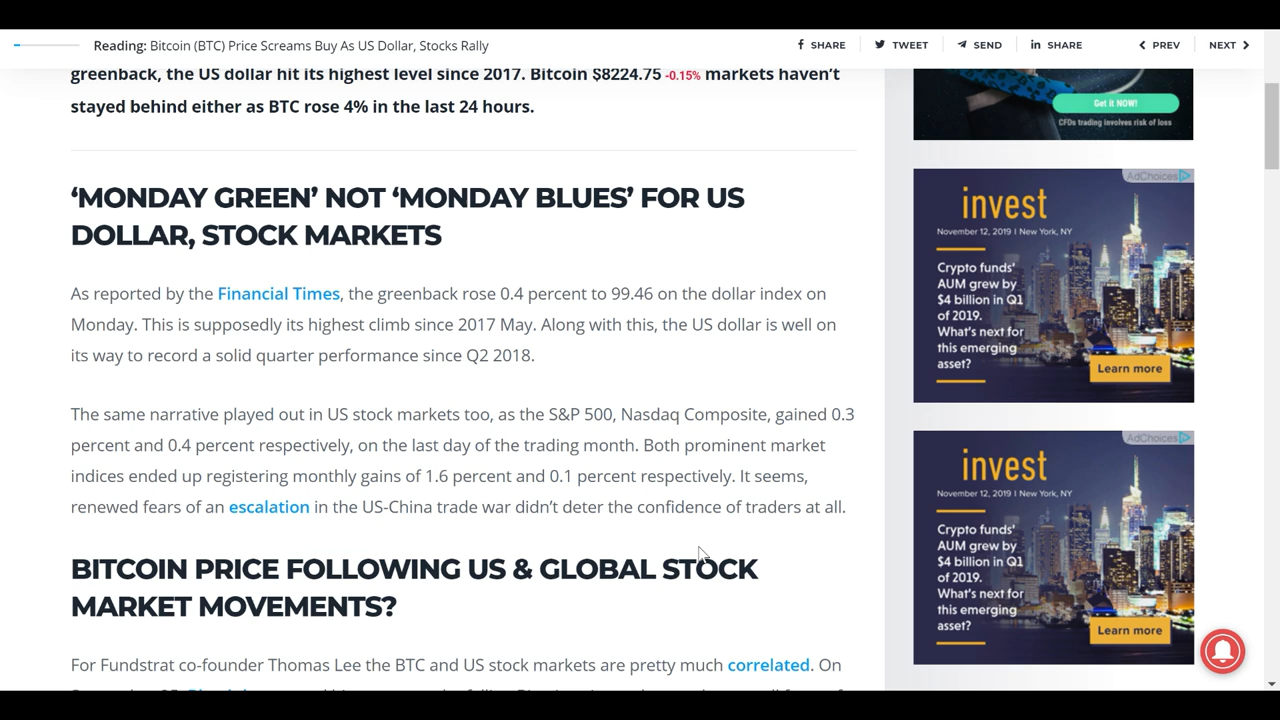 Reading: Bitcoin (BTC) Price Screams Buy As US Dollar, Stocks Rally
SHARE
TWEET
SEND
SHARE
PREV
NEXT
greenback, the US dollar hit its highest level since 2017. Bitcoin $8224.75 -0.15% markets haven't
stayed behind either as BTC rose 4% in the last 24 hours.
‘MONDAY GREEN’ NOT ‘MONDAY BLUES’ FOR US
DOLLAR, STOCK MARKETS
As reported by the Financial Times, the greenback rose 0.4 percent to 99.46 on the dollar index on
Monday. This is supposedly its highest climb since 2017 May. Along with this, the US dollar is well on
its way to record a solid quarter performance since Q2 2018.
The same narrative played out in US stock markets too, as the S&P 500, Nasdaq Composite, gained 0.3
percent and 0.4 percent respectively, on the last day of the trading month. Both prominent market
indices ended up registering monthly gains of 1.6 percent and 0.1 percent respectively. It seems,
renewed fears of an escalation in the US-China trade war didn’t deter the confidence of traders at all.
BITCOIN PRICE FOLLOWING US & GLOBAL STOCK
MARKET MOVEMENTS?
For Fundstrat co-founder Thomas Lee the BTC and US stock markets are pretty much correlated. On
Get it NOW!
CFDs trading involves risk of loss
AdChoices
invest
November 12, 2019 I New York, NY
Crypto funds'
AUM grew by
$4 billion in Q1
of 2019.
What's next for
this emerging
asset?
Learn more
AdChoices
invest
November 12, 2019 I New York, NY
Crypto funds'
AUM grew by
$4 billion in Q1
of 2019.
What's next for
this emerging
asset?
Learn more